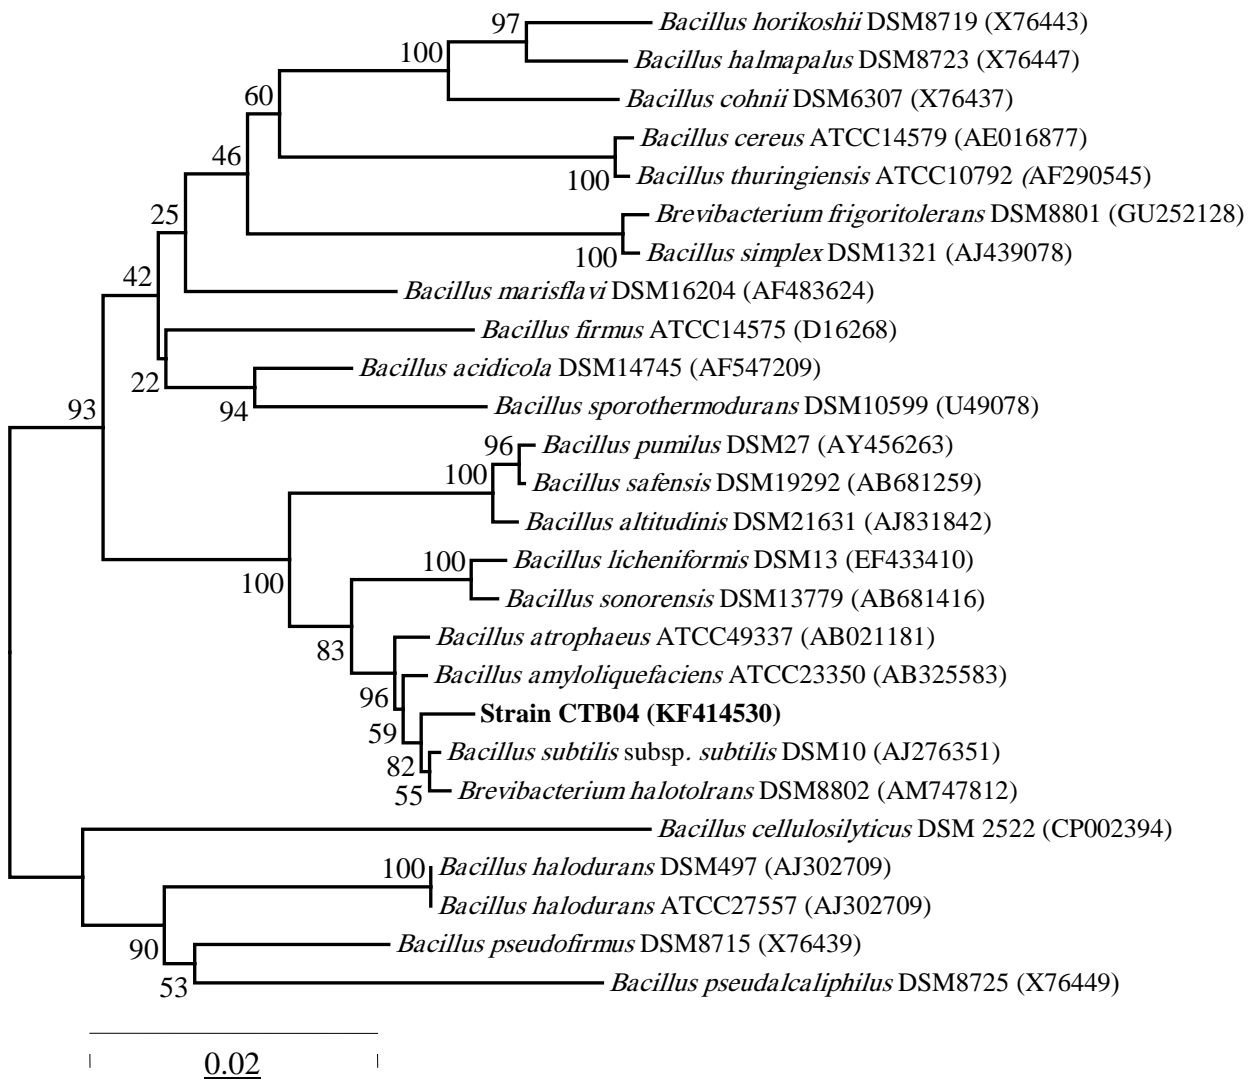 97
Bacillus horikoshii DSM8719 (X76443)
100
Bacillus halmapalus DSM8723 (X76447)
60
Bacillus cohnii DSM6307 (X76437)
Bacillus cereus ATCC14579 (AE016877)
46
100
Bacillus thuringiensis ATCC10792 (AF290545)
25
Brevibacterium frigoritolerans DSM8801 (GU252128)
100
Bacillus simplex DSM1321 (AJ439078)
42
Bacillus marisflavi DSM16204 (AF483624)
Bacillus firmus ATCC14575 (D16268)
22
Bacillus acidicola DSM14745 (AF547209)
93
94
Bacillus sporothermodurans DSM10599 (U49078)
96
Bacillus pumilus DSM27 (AY456263)
100
Bacillus safensis DSM19292 (AB681259)
Bacillus altitudinis DSM21631 (AJ831842)
100
100
Bacillus licheniformis DSM13 (EF433410)
Bacillus sonorensis DSM13779 (AB681416)
83
Bacillus atrophaeus ATCC49337 (AB021181)
96
Bacillus amyloliquefaciens ATCC23350 (AB325583)
59
Strain CTB04 (KF414530)
82
Bacillus subtilis subsp. subtilis DSM10 (AJ276351)
55
Brevibacterium halotolrans DSM8802 (AM747812)
Bacillus cellulosilyticus DSM 2522 (CP002394)
100
Bacillus halodurans DSM497 (AJ302709)
Bacillus halodurans ATCC27557 (AJ302709)
90
Bacillus pseudofirmus DSM8715 (X76439)
53
Bacillus pseudalcaliphilus DSM8725 (X76449)
0.02